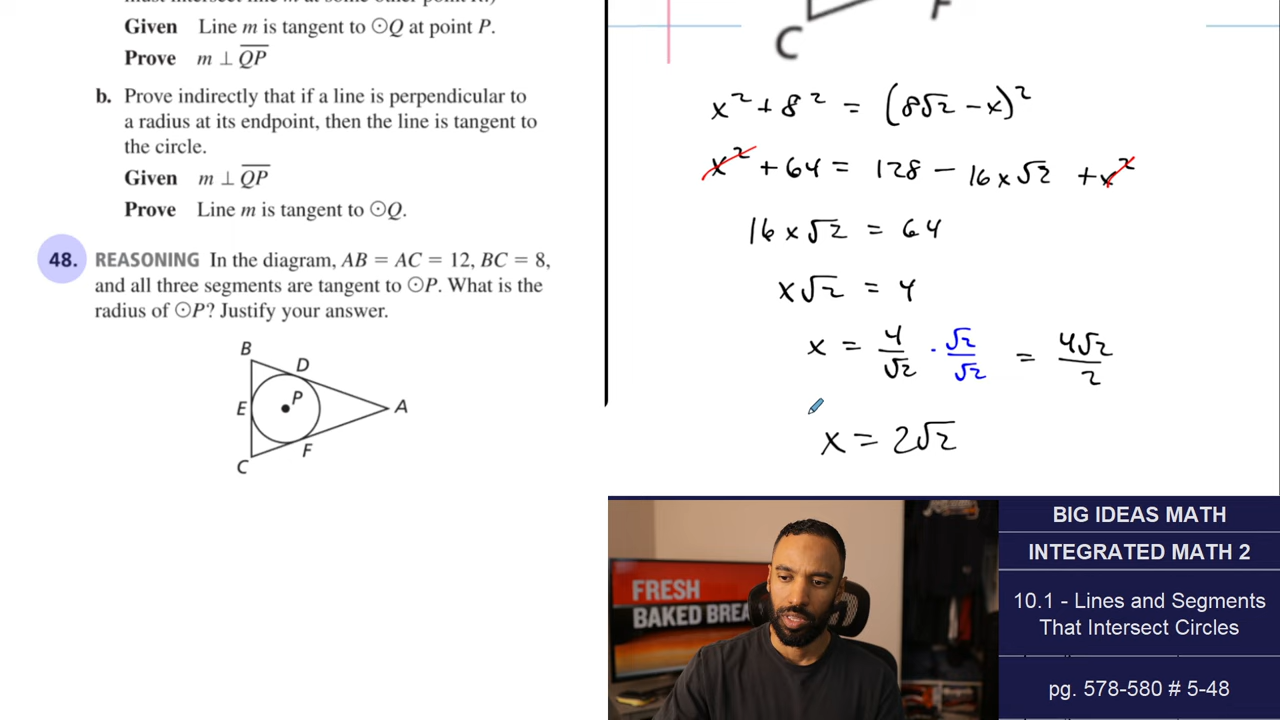 Given Line m is tangent to ⊙Q at point P.
Prove m ⊥ QP
b. Prove indirectly that if a line is perpendicular to
a radius at its endpoint, then the line is tangent to
the circle.
Given m ⊥ QP
Prove Line m is tangent to ⊙Q.
48. REASONING In the diagram, AB = AC = 12, BC = 8,
and all three segments are tangent to ⊙P. What is the
radius of ⊙P? Justify your answer.
B
D
P
E
A
F
C
F
C
x² + 8² = (8√2 − x)²
x² + 64 = 128 − 16x√2 + x²
16x√2 = 64
x√2 = 4
x = 4/√2 · √2/√2 = 4√2/2
x = 2√2
FRESH
BAKED BREA
BIG IDEAS MATH
INTEGRATED MATH 2
10.1 - Lines and Segments
That Intersect Circles
pg. 578-580 # 5-48